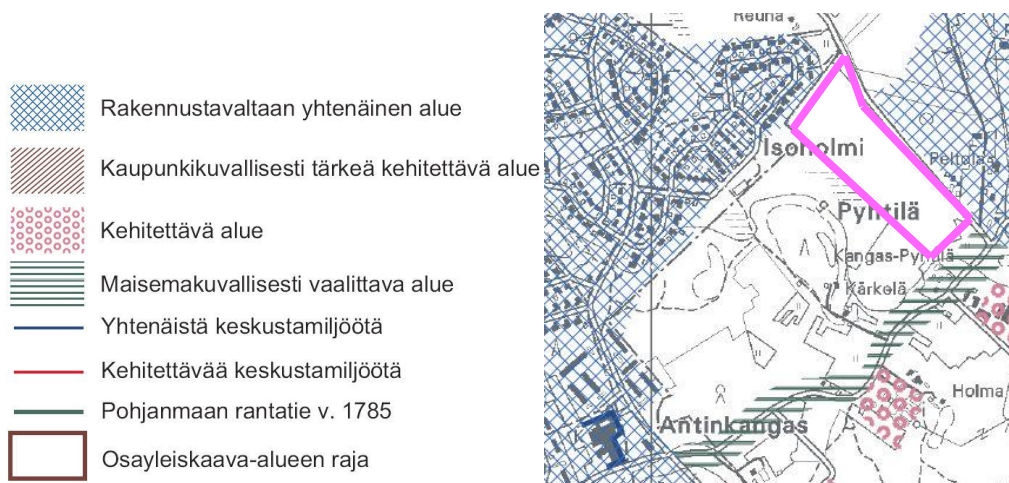 Rakennustavaltaan yhtenäinen alue
Kaupunkikuvallisesti tärkeä kehitettävä alue
Kehitettävä alue
Maisemakuvallisesti vaalittava alue
Yhtenäistä keskustamiljöötä
Kehitettävää keskustamiljöötä
Pohjanmaan rantatie v. 1785
Osayleiskaava-alueen raja
Reuna
Isoholmi
Peltola
Pyhtilä
Kangas-Pyhtilä
Kärkelä
Holma
Antinkangas